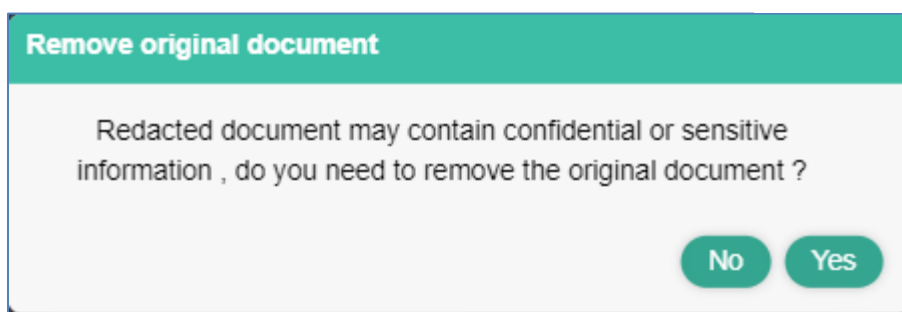 Remove original document
Redacted document may contain confidential or sensitive
information , do you need to remove the original document ?
No Yes